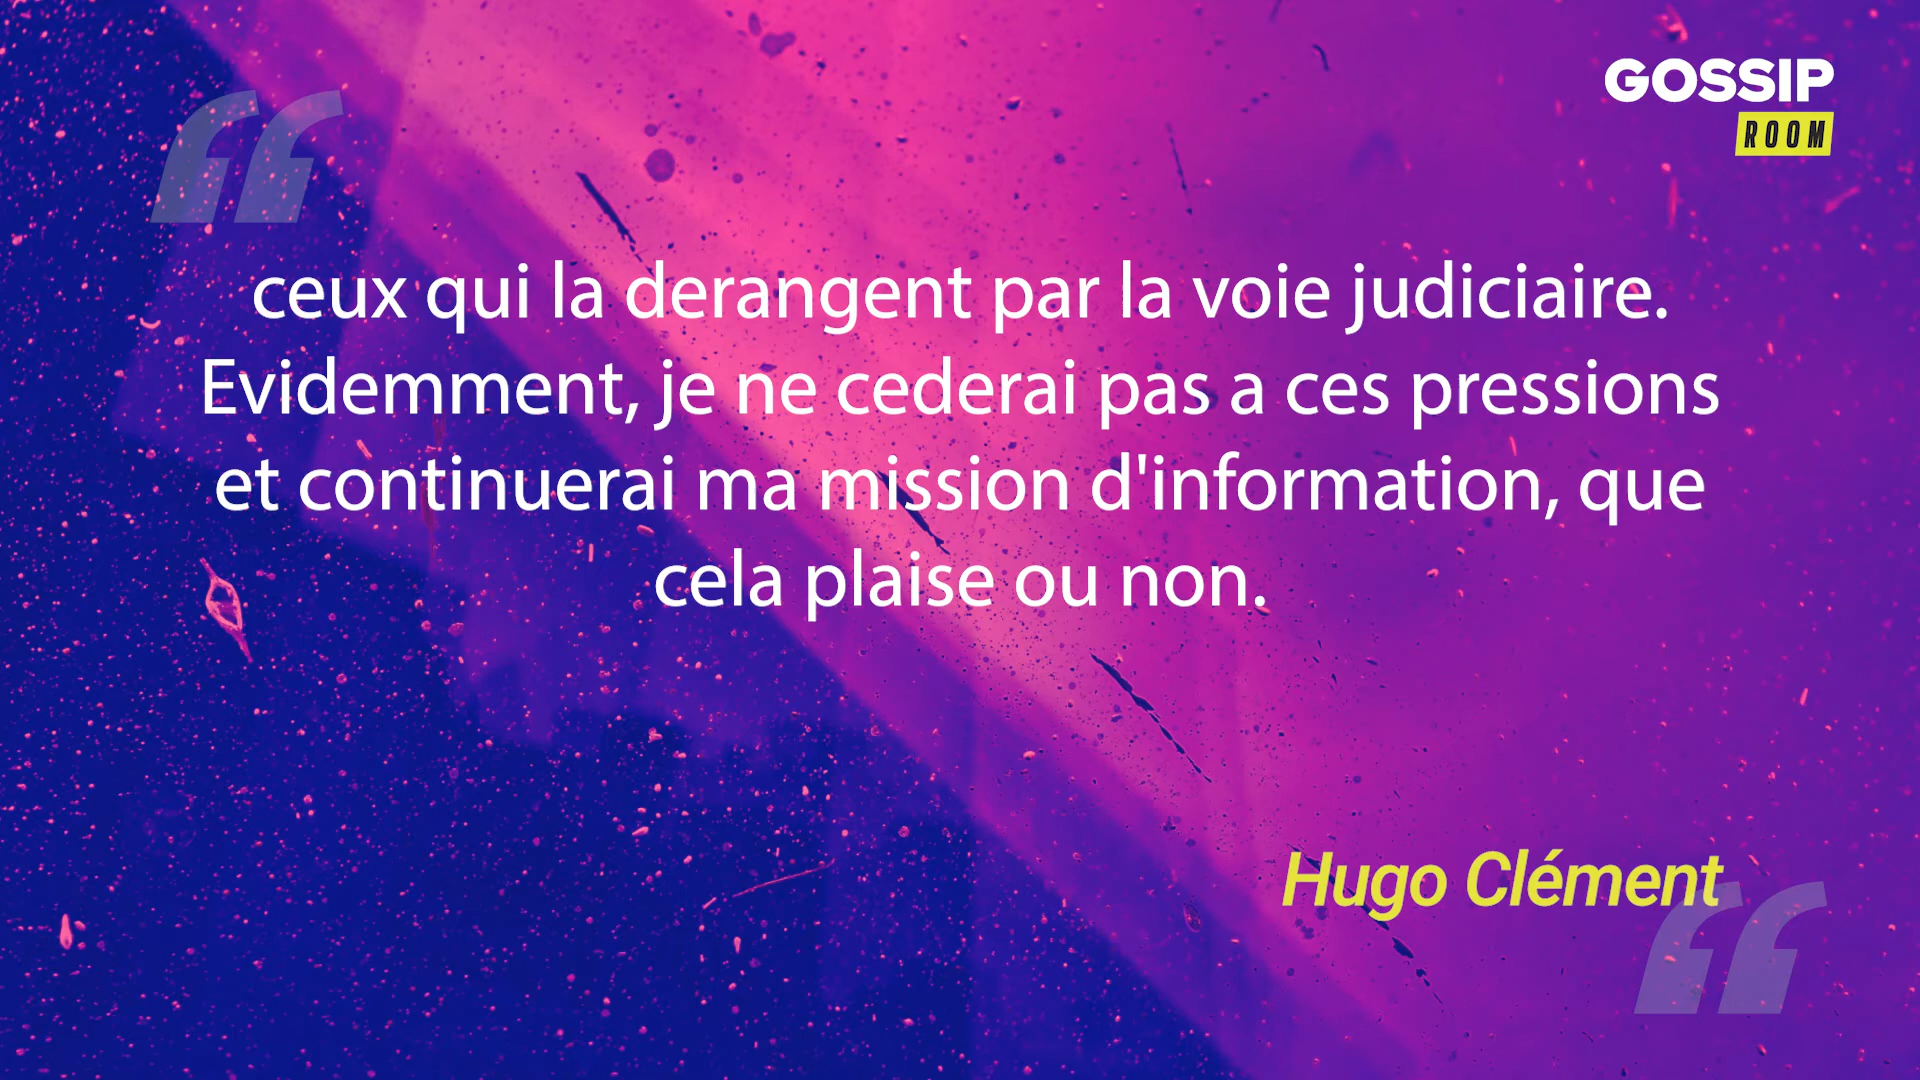 GOSSIP
ROOM
ceux qui la derangent par la voie judiciaire.
Evidemment, je ne cederai pas a ces pressions
et continuerai ma mission d'information, que
cela plaise ou non.
Hugo Clément